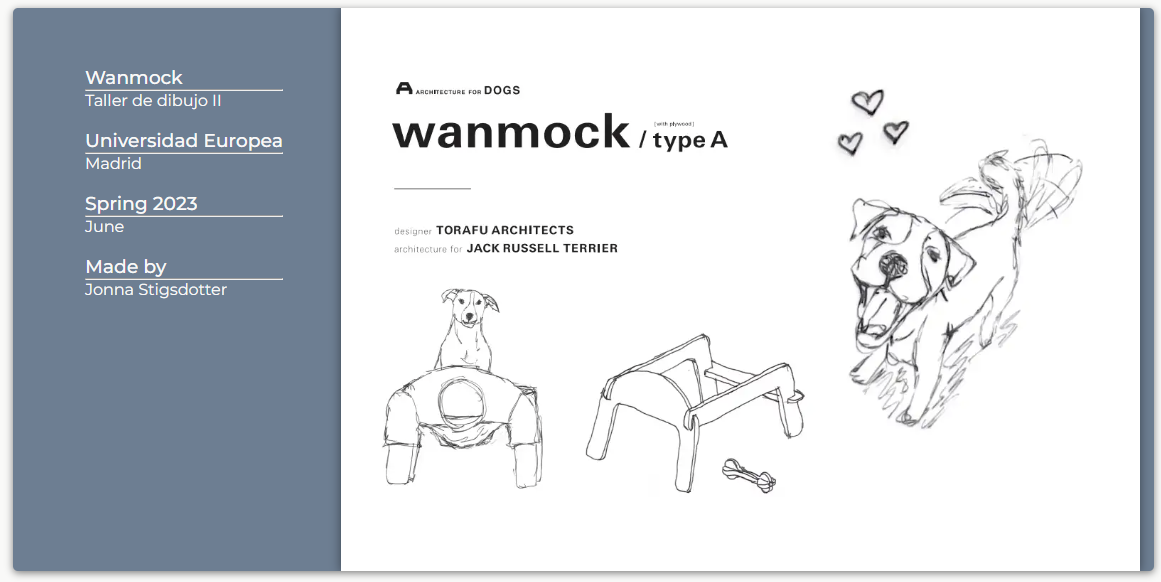 Wanmock
Taller de dibujo II
Universidad Europea
Madrid
Spring 2023
June
Made by
Jonna Stigsdotter
A ARCHITECTURE FOR DOGS
[with plywood]
wanmock / type A
designer TORAFU ARCHITECTS
architecture for JACK RUSSELL TERRIER